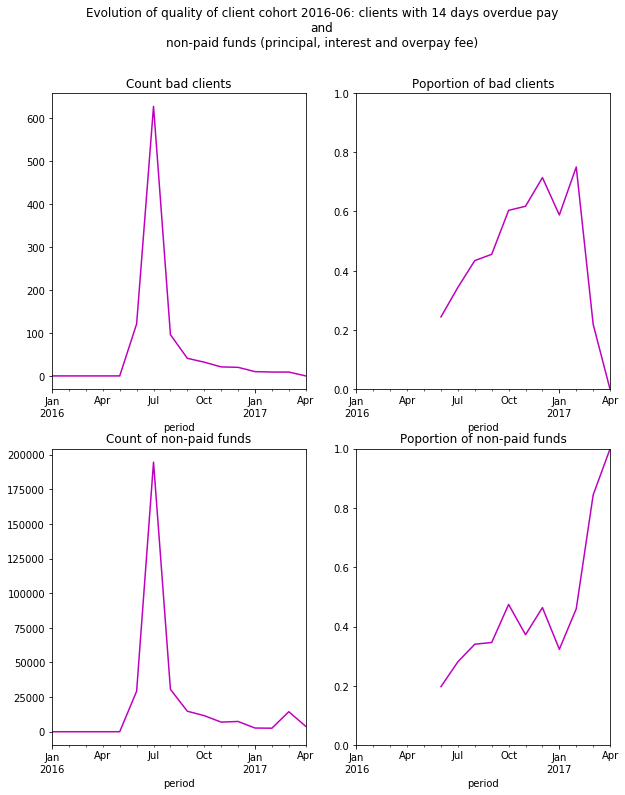 Evolution of quality of client cohort 2016-06: clients with 14 days overdue pay
and
non-paid funds (principal, interest and overpay fee)
Count bad clients
600
500
400
300
200
100
0
Jan
2016
Apr
Jul
Oct
Jan
2017
Apr
period
Poportion of bad clients
1.0
0.8
0.6
0.4
0.2
0.0
Jan
2016
Apr
Jul
Oct
Jan
2017
Apr
period
Count of non-paid funds
200000
175000
150000
125000
100000
75000
50000
25000
0
Jan
2016
Apr
Jul
Oct
Jan
2017
Apr
period
Poportion of non-paid funds
1.0
0.8
0.6
0.4
0.2
0.0
Jan
2016
Apr
Jul
Oct
Jan
2017
Apr
period